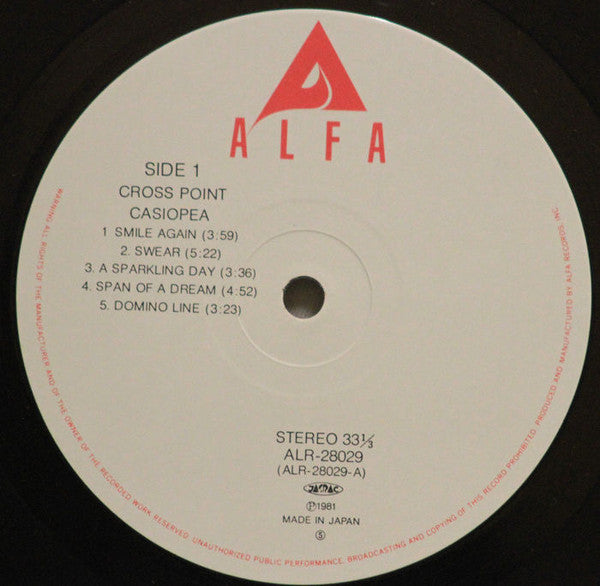 ALFA
SIDE 1
CROSS POINT
CASIOPEA
1 SMILE AGAIN (3:59)
2. SWEAR (5:22)
3. A SPARKLING DAY (3:36)
4. SPAN OF A DREAM (4:52)
5. DOMINO LINE (3:23)
STEREO 33⅓
ALR-28029
(ALR-28029-A)
JASRAC
Ⓟ1981
MADE IN JAPAN
Ⓢ
WARNING ALL RIGHTS OF THE MANUFACTURER AND OF THE OWNER OF THE RECORDED WORK RESERVED. UNAUTHORIZED PUBLIC PERFORMANCE, BROADCASTING AND COPYING OF THIS RECORD PROHIBITED. PRODUCED AND MANUFACTURED BY ALFA RECORDS, INC.